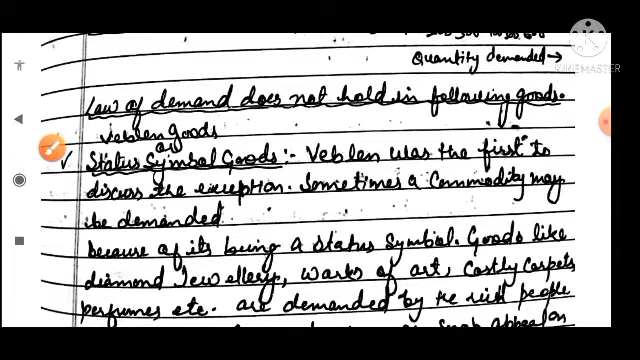 Quantity demanded→
KINEMASTER
Law of demand does not hold in following goods.
Veblen goods
or
✓ Status Symbol Goods:- Veblen was the first to
discuss the exception. Sometimes a Commodity may
be demanded
because of its being a status symbol. Goods like
diamond Jewellery, works of art, Costly Carpets
perfumes etc. are demanded by the rich people